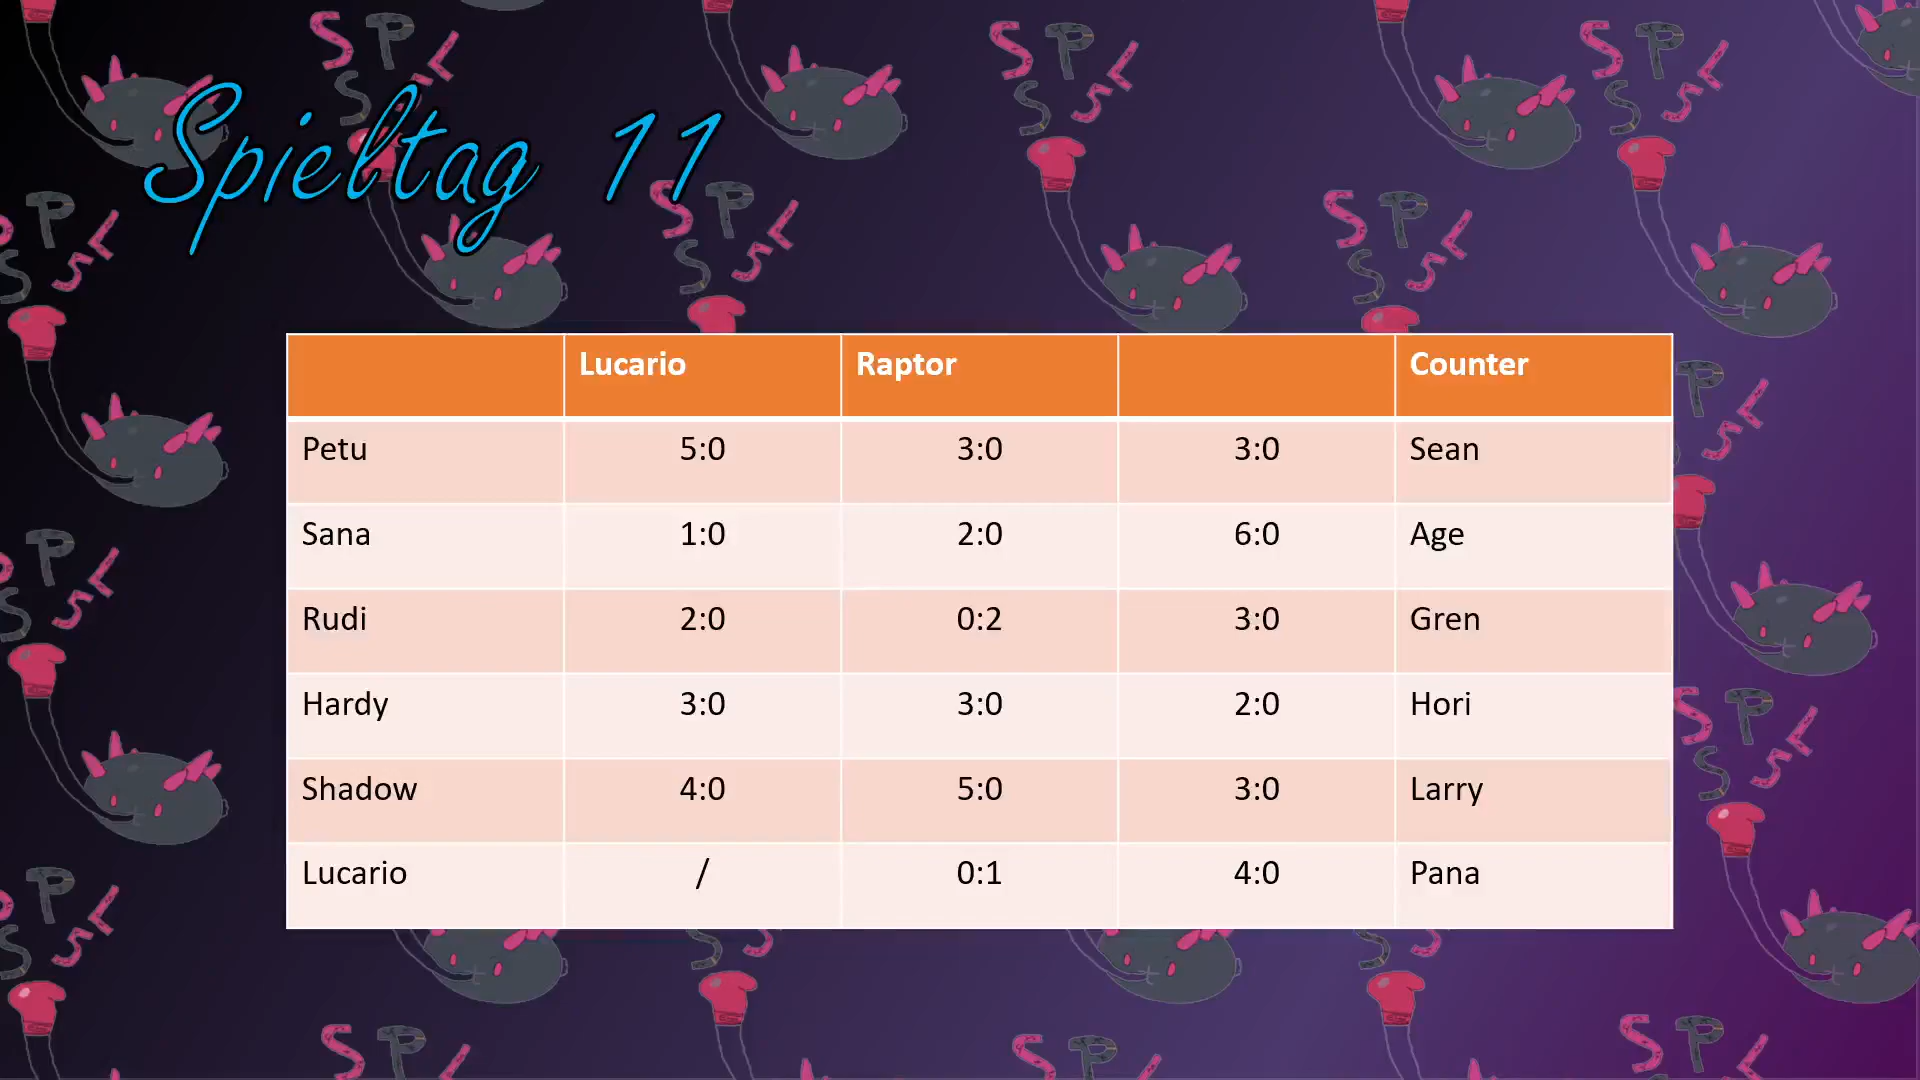 Spieltag 11
Lucario Raptor Counter
Petu 5:0 3:0 3:0 Sean
Sana 1:0 2:0 6:0 Age
Rudi 2:0 0:2 3:0 Gren
Hardy 3:0 3:0 2:0 Hori
Shadow 4:0 5:0 3:0 Larry
Lucario / 0:1 4:0 Pana